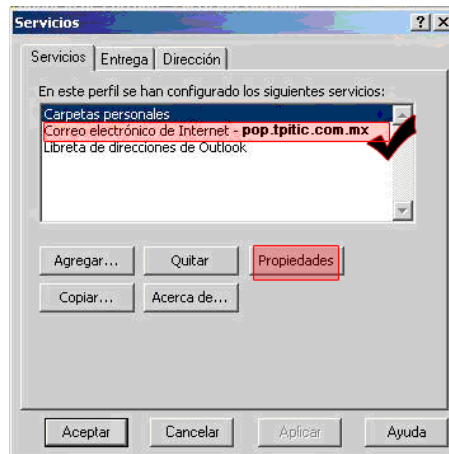 Servicios
Servicios Entrega Dirección
En este perfil se han configurado los siguientes servicios:
Carpetas personales
Correo electrónico de Internet - pop.tpitic.com.mx
Libreta de direcciones de Outlook
Agregar... Quitar Propiedades
Copiar... Acerca de...
Aceptar Cancelar Aplicar Ayuda